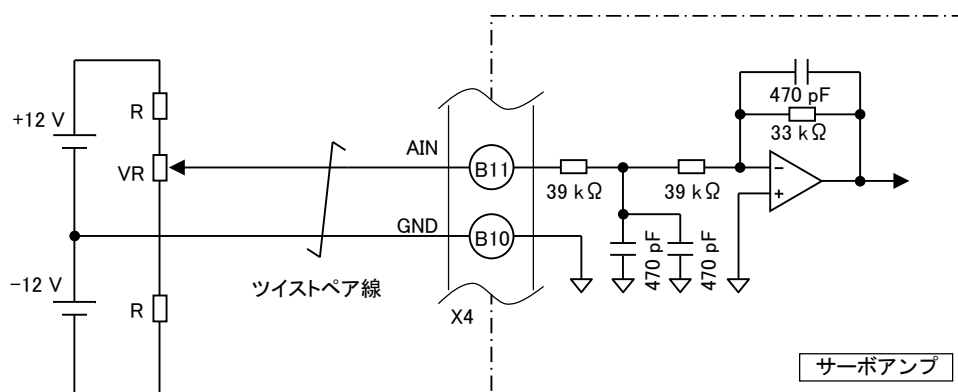 +12 V
R
VR
−12 V
R
ツイストペア線
AIN
GND
B11
B10
X4
39 kΩ
39 kΩ
470 pF
470 pF
470 pF
33 kΩ
−
+
サーボアンプ